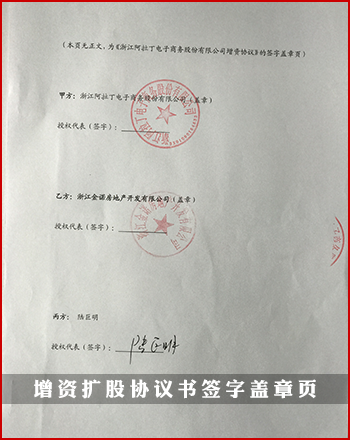 (本页无正文，为《浙江阿拉丁电子商务股份有限公司增资协议》的签字盖章页)
甲方：浙江阿拉丁电子商务股份有限公司（盖章）
授权代表（签字）：
乙方：浙江金诺房地产开发有限公司（盖章）
授权代表（签字）：
丙方： 陆巨明
授权代表（签字）：
增资扩股协议书签字盖章页